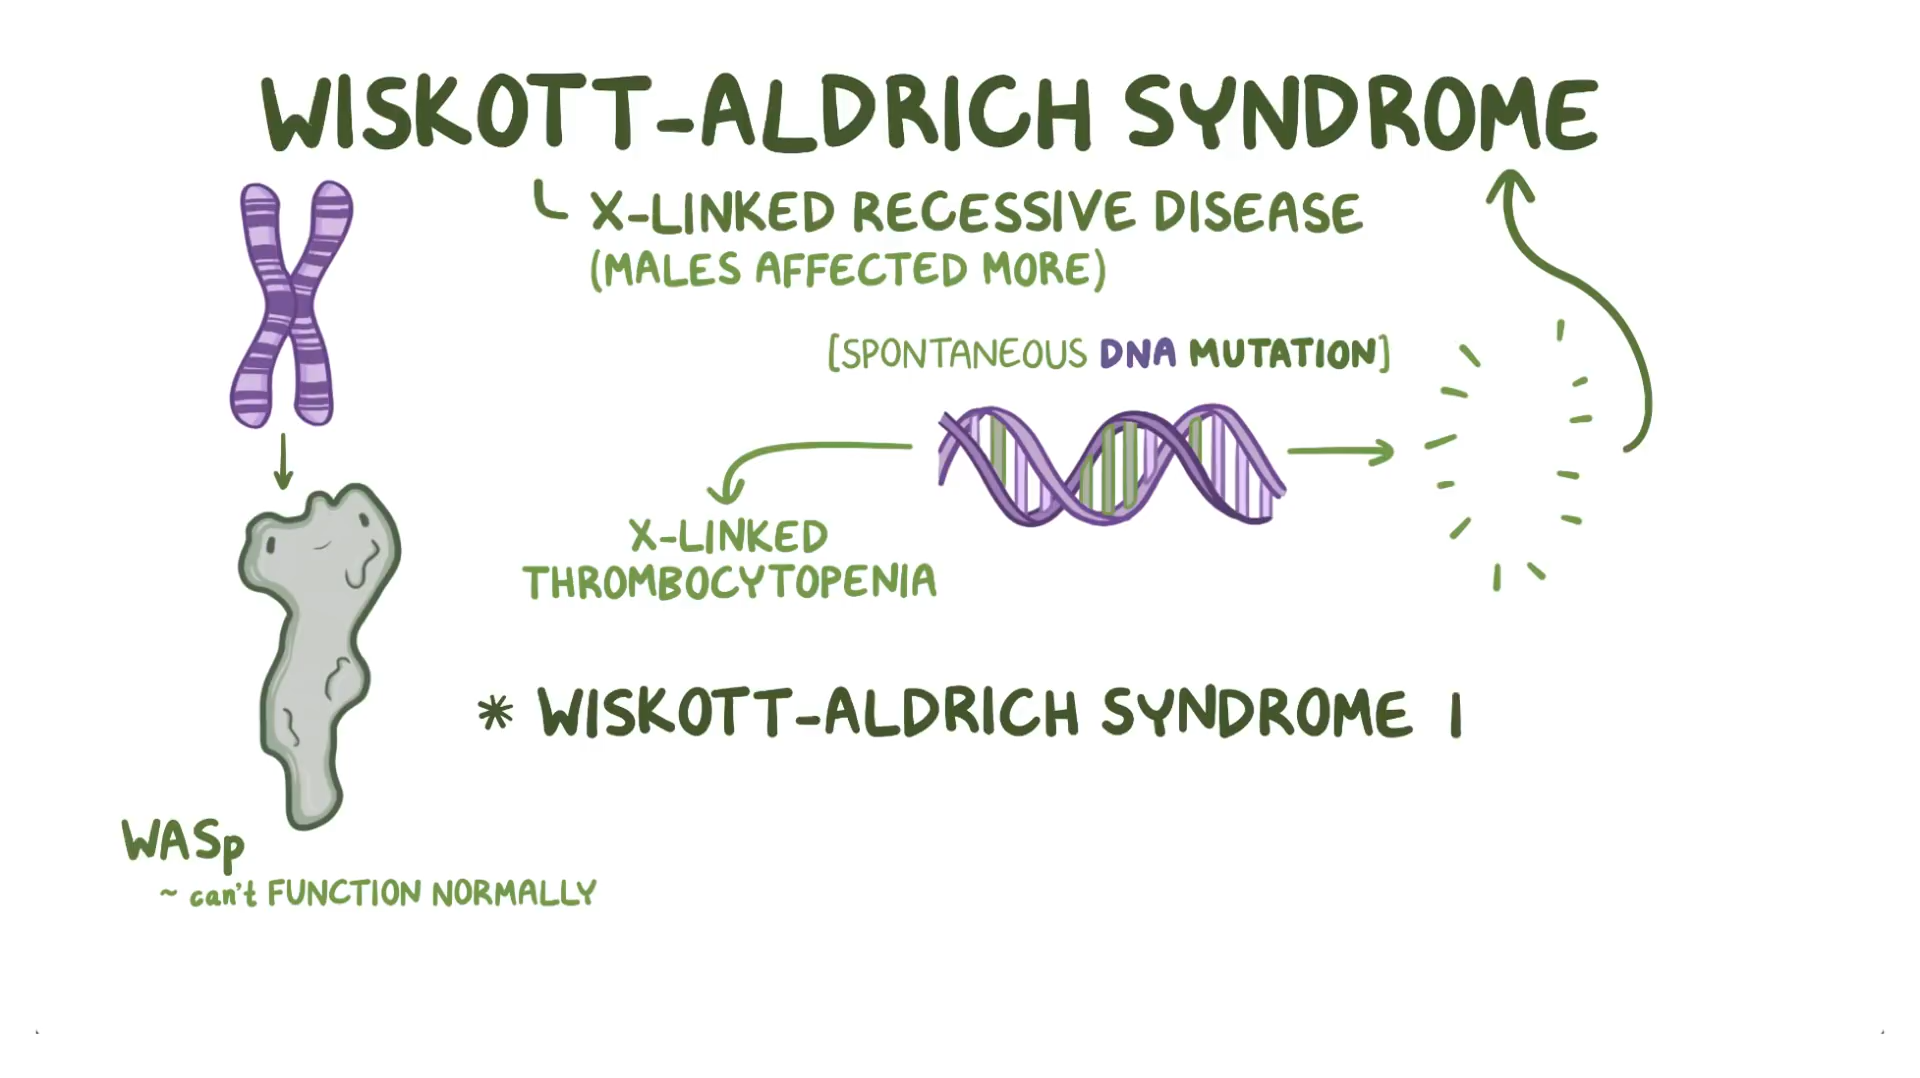 WISKOTT-ALDRICH SYNDROME
X-LINKED RECESSIVE DISEASE
(MALES AFFECTED MORE)
[SPONTANEOUS DNA MUTATION]
X-LINKED
THROMBOCYTOPENIA
* WISKOTT-ALDRICH SYNDROME 1
WASp
~ can't FUNCTION NORMALLY